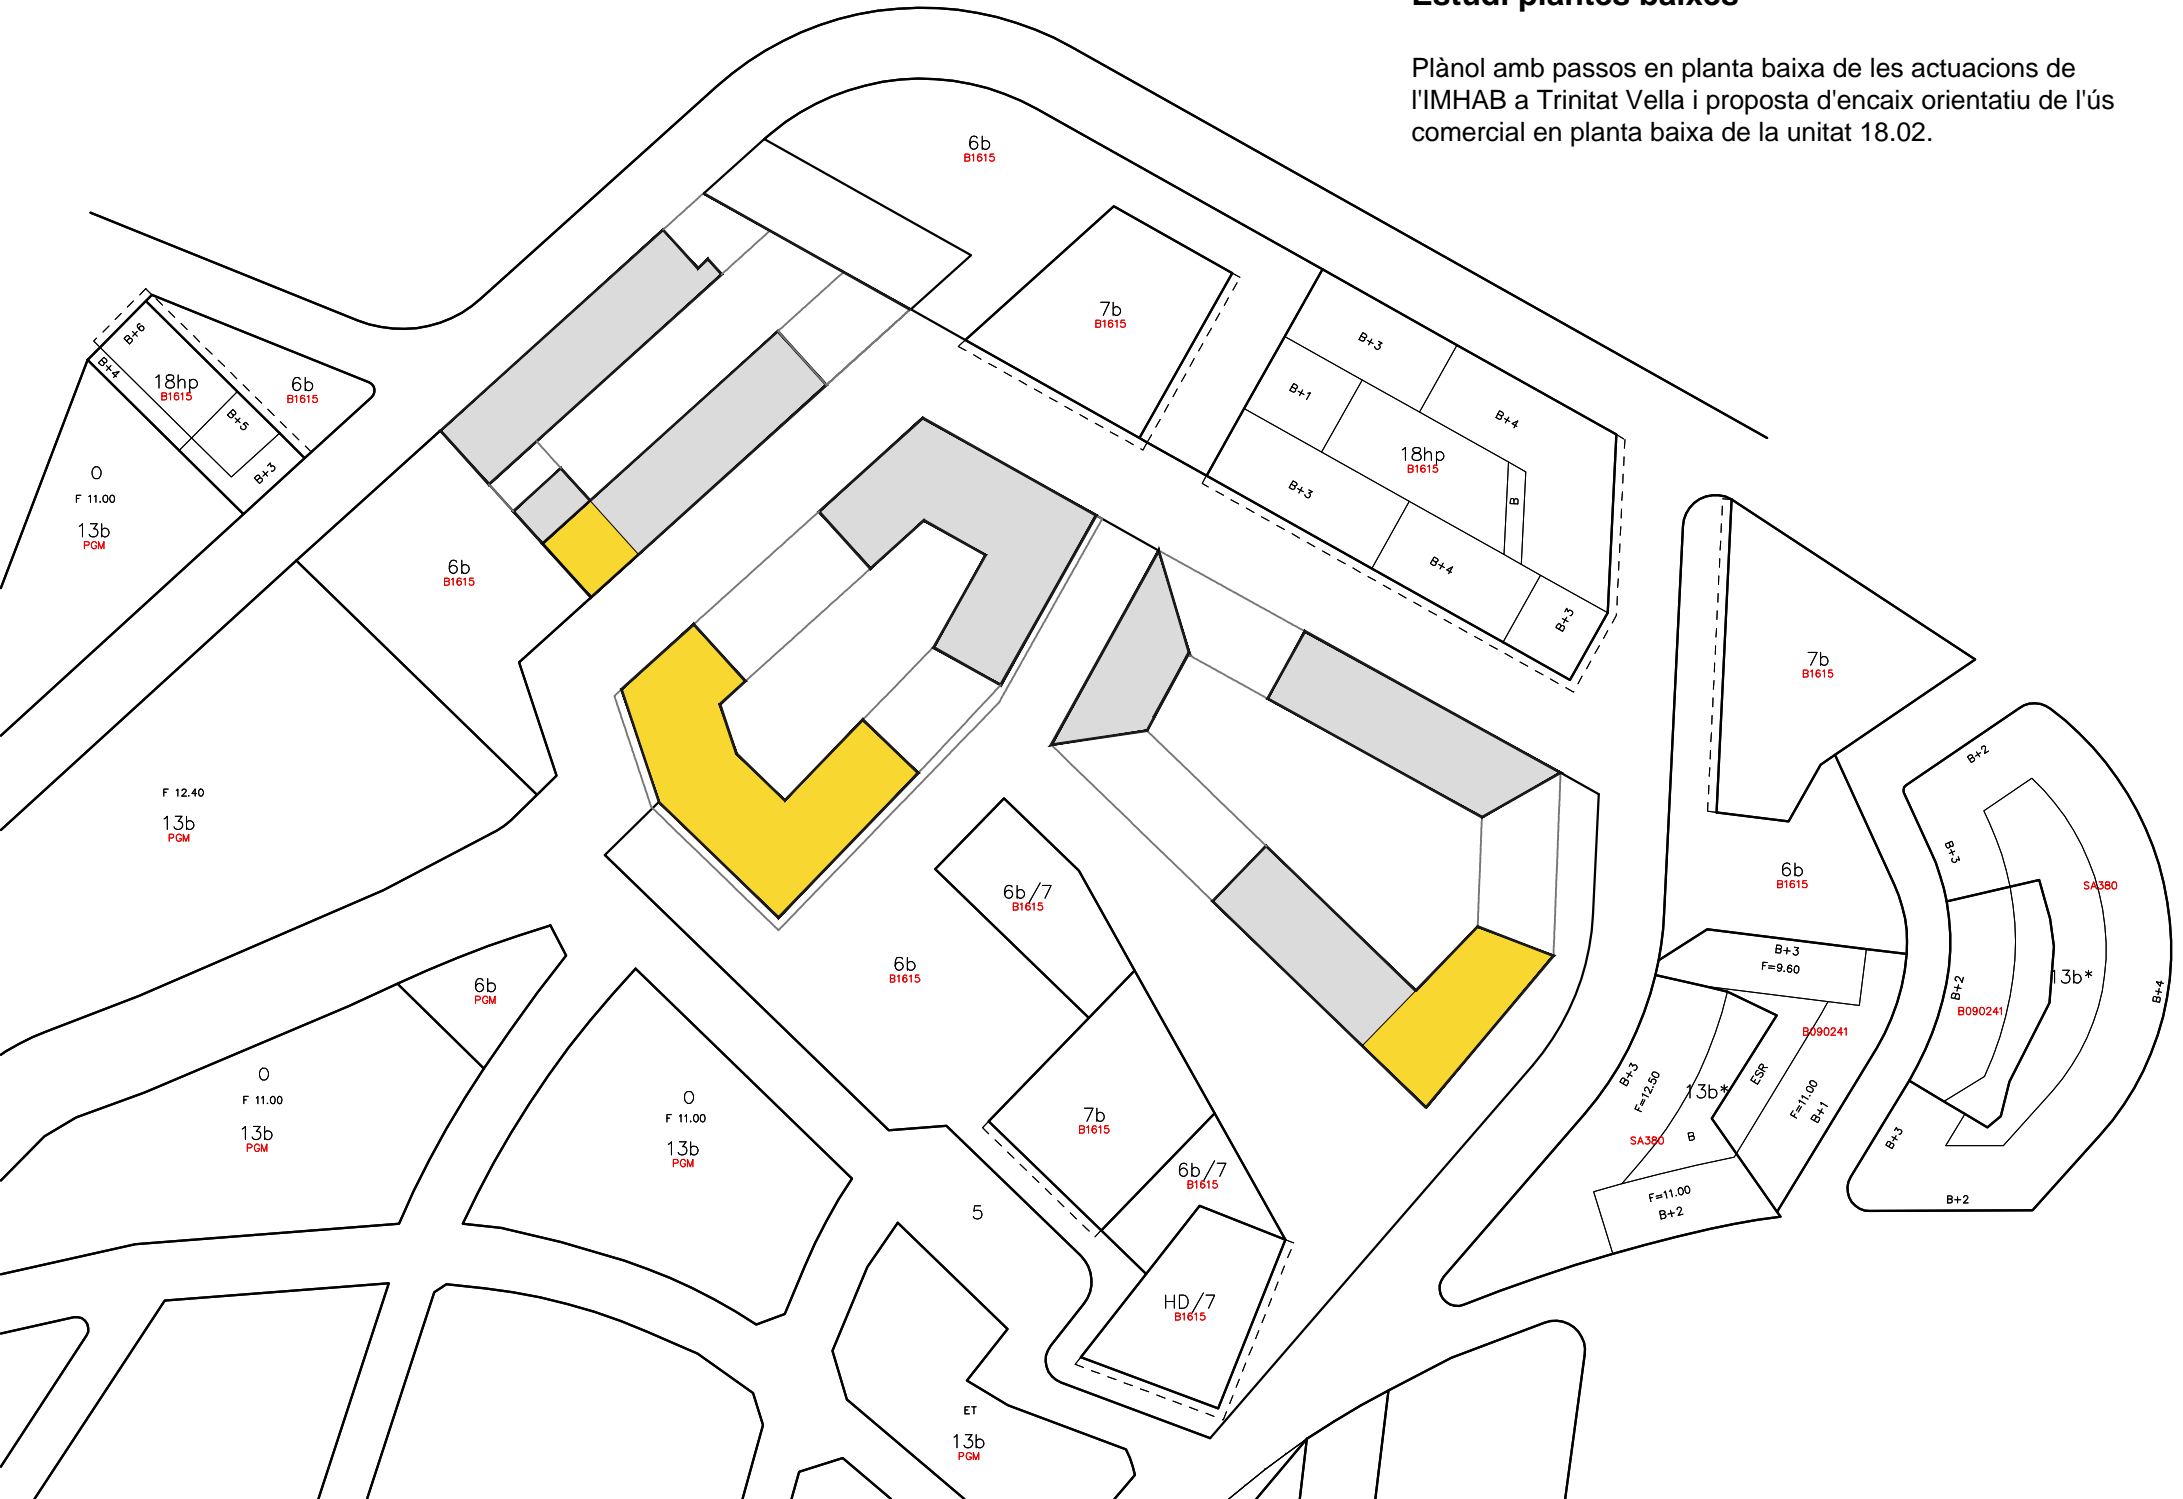 Estudi plantes baixes
Plànol amb passos en planta baixa de les actuacions de
l'IMHAB a Trinitat Vella i proposta d'encaix orientatiu de l'ús
comercial en planta baixa de la unitat 18.02.
6b
B1615
7b
B1615
B+6
B+4
18hp
B1615
B+5
B+3
6b
B1615
0
F 11.00
13b
PGM
6b
B1615
B+3
B+1
B+4
18hp
B1615
B+3
B
B+4
B+3
7b
B1615
F 12.40
13b
PGM
6b/7
B1615
6b
B1615
6b
B1615
B+2
B+3
SA380
B+2
13b*
B090241
B+4
B+3
B+2
B+3
F=9.60
B090241
B+3
F=12.50
13b*
ESR
F=11.00
B+1
SA380
B
F=11.00
B+2
6b
PGM
0
F 11.00
13b
PGM
0
F 11.00
13b
PGM
7b
B1615
6b/7
B1615
5
HD/7
B1615
ET
13b
PGM